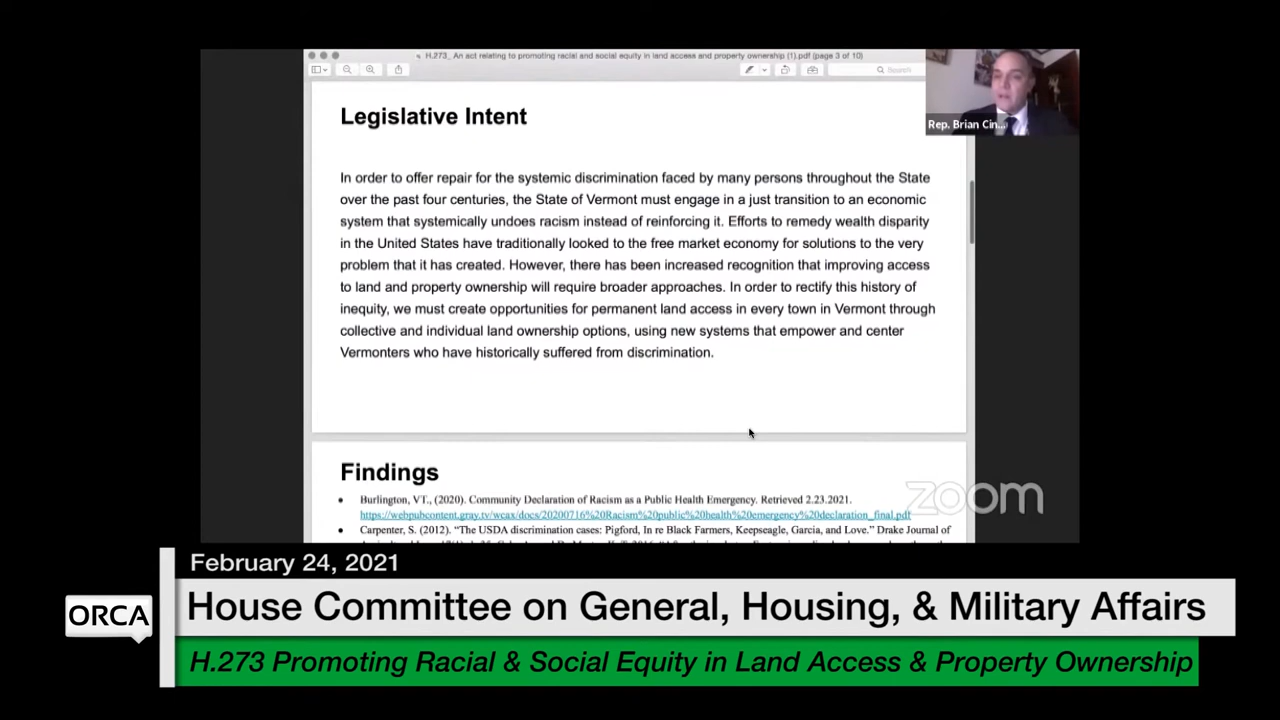 H.273_ An act relating to promoting racial and social equity in land access and property ownership (1).pdf (page 3 of 10)
Search
Legislative Intent
Rep. Brian Cin...
In order to offer repair for the systemic discrimination faced by many persons throughout the State
over the past four centuries, the State of Vermont must engage in a just transition to an economic
system that systemically undoes racism instead of reinforcing it. Efforts to remedy wealth disparity
in the United States have traditionally looked to the free market economy for solutions to the very
problem that it has created. However, there has been increased recognition that improving access
to land and property ownership will require broader approaches. In order to rectify this history of
inequity, we must create opportunities for permanent land access in every town in Vermont through
collective and individual land ownership options, using new systems that empower and center
Vermonters who have historically suffered from discrimination.
Findings
• Burlington, VT., (2020). Community Declaration of Racism as a Public Health Emergency. Retrieved 2.23.2021.
https://webpubcontent.gray.tv/wcax/docs/20200716%20Racism%20public%20health%20emergency%20declaration_final.pdf
• Carpenter, S. (2012). “The USDA discrimination cases: Pigford, In re Black Farmers, Keepseagle, Garcia, and Love.” Drake Journal of
zoom
February 24, 2021
ORCA
House Committee on General, Housing, & Military Affairs
H.273 Promoting Racial & Social Equity in Land Access & Property Ownership